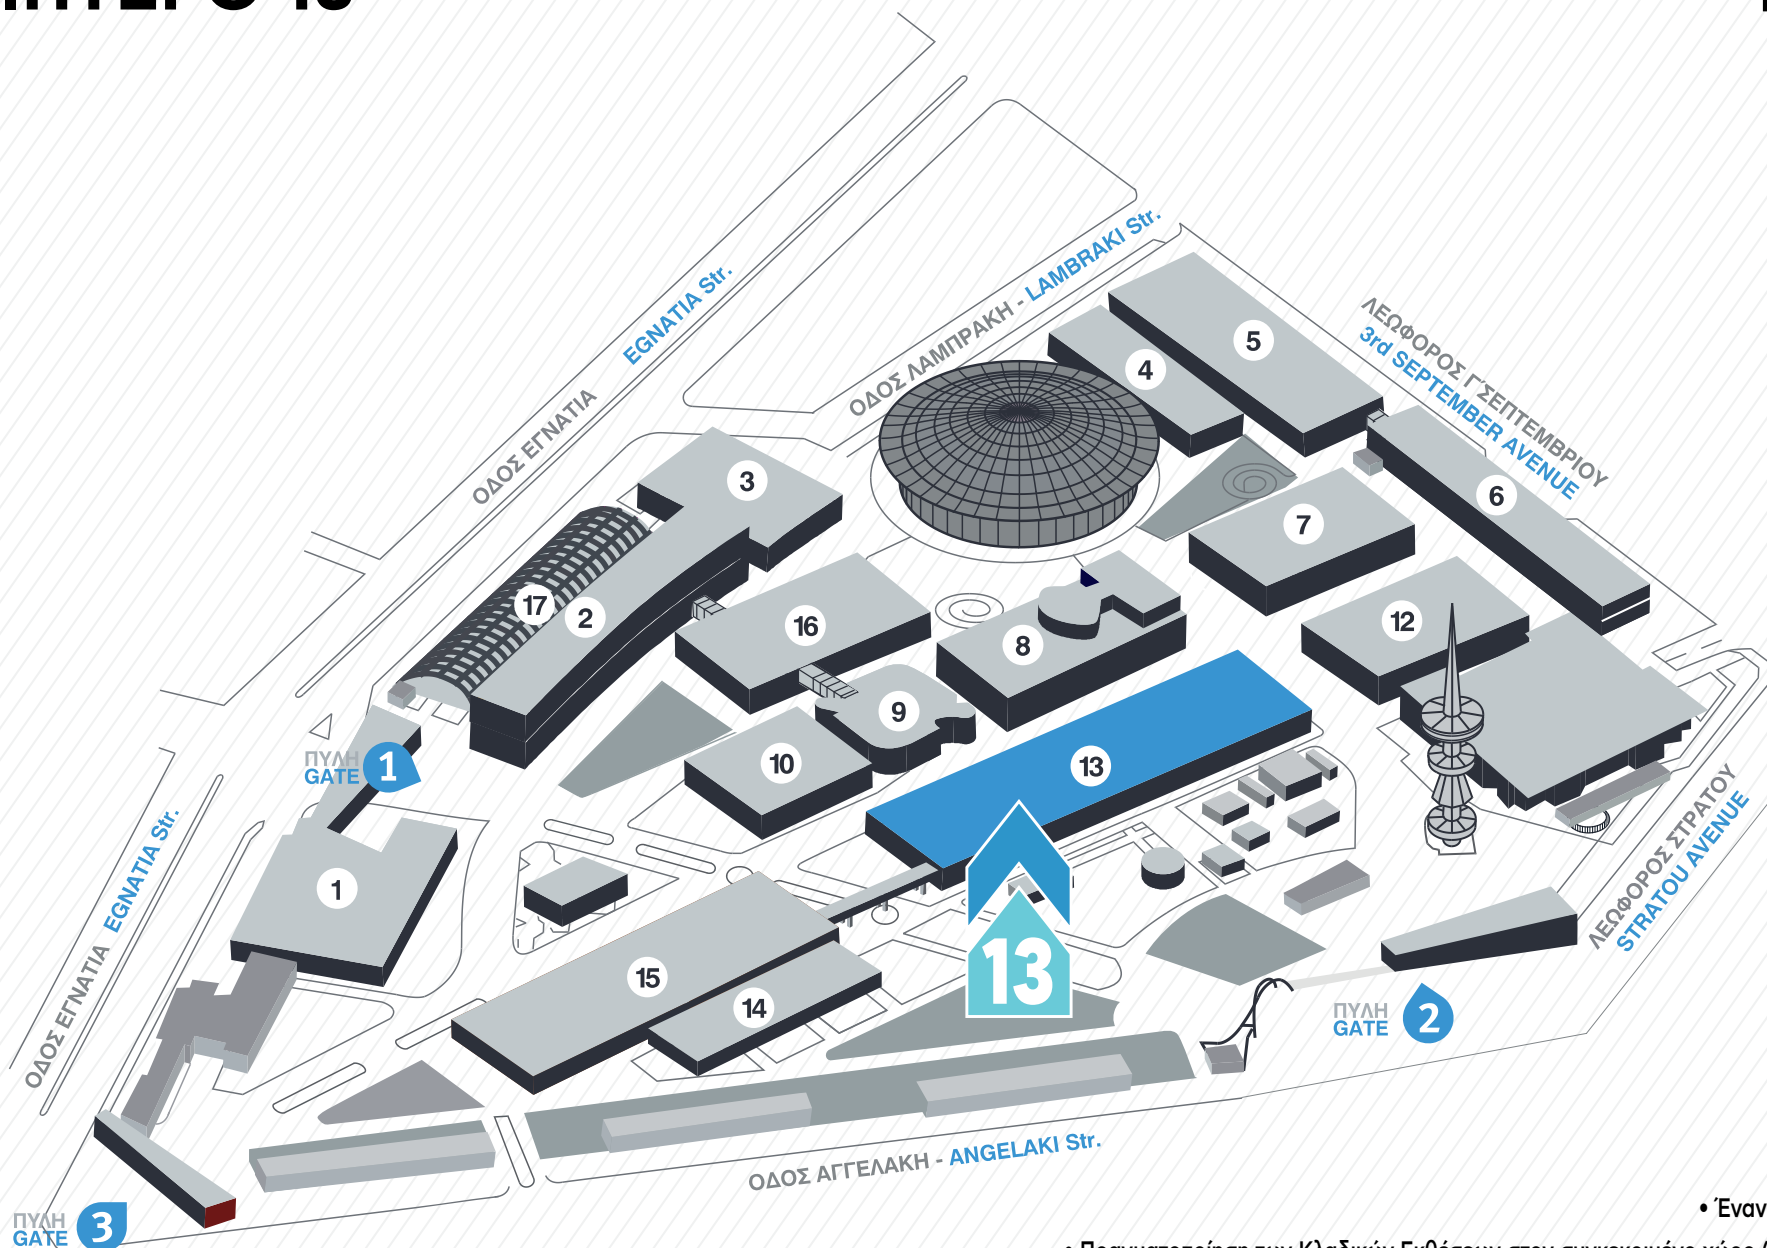 ΟΔΟΣ ΛΑΜΠΡΑΚΗ - LAMBRAKI Str.
EGNATIA Str.
ΟΔΟΣ ΕΓΝΑΤΙΑ
ΛΕΩΦΟΡΟΣ Γ΄ΣΕΠΤΕΜΒΡΙΟΥ
3rd SEPTEMBER AVENUE
5
4
3
6
7
17
2
16
12
8
9
10
13
ΠΥΛΗ
GATE 1
1
ΟΔΟΣ ΕΓΝΑΤΙΑ EGNATIA Str.
ΛΕΩΦΟΡΟΣ ΣΤΡΑΤΟΥ
STRATOU AVENUE
15
13
14
ΠΥΛΗ
GATE 2
ΟΔΟΣ ΑΓΓΕΛΑΚΗ - ANGELAKI Str.
ΠΥΛΗ
GATE 3